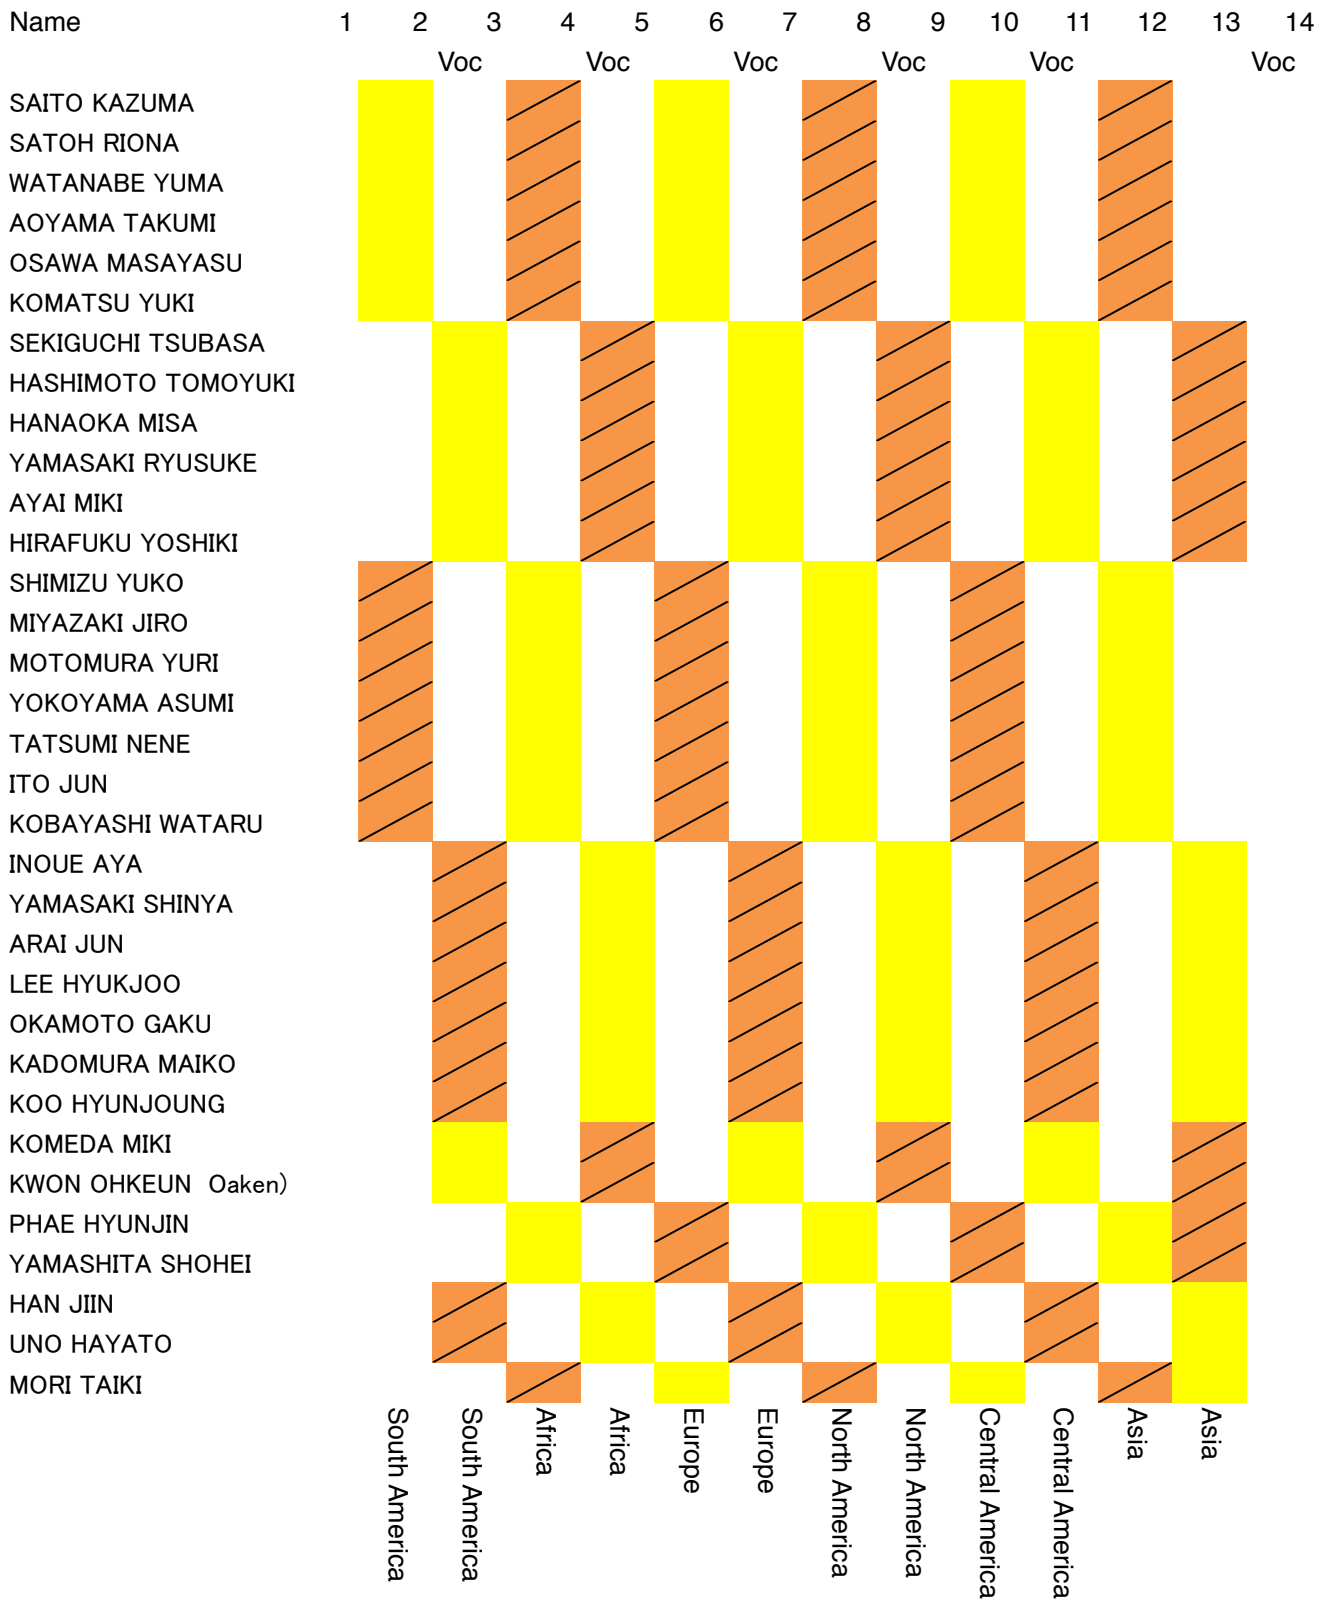 Name 1 2 3 4 5 6 7 8 9 10 11 12 13 14
Voc Voc Voc Voc Voc Voc
SAITO KAZUMA
SATOH RIONA
WATANABE YUMA
AOYAMA TAKUMI
OSAWA MASAYASU
KOMATSU YUKI
SEKIGUCHI TSUBASA
HASHIMOTO TOMOYUKI
HANAOKA MISA
YAMASAKI RYUSUKE
AYAI MIKI
HIRAFUKU YOSHIKI
SHIMIZU YUKO
MIYAZAKI JIRO
MOTOMURA YURI
YOKOYAMA ASUMI
TATSUMI NENE
ITO JUN
KOBAYASHI WATARU
INOUE AYA
YAMASAKI SHINYA
ARAI JUN
LEE HYUKJOO
OKAMOTO GAKU
KADOMURA MAIKO
KOO HYUNJOUNG
KOMEDA MIKI
KWON OHKEUN Oaken)
PHAE HYUNJIN
YAMASHITA SHOHEI
HAN JIIN
UNO HAYATO
MORI TAIKI
South America
South America
Africa
Africa
Europe
Europe
North America
North America
Central America
Central America
Asia
Asia